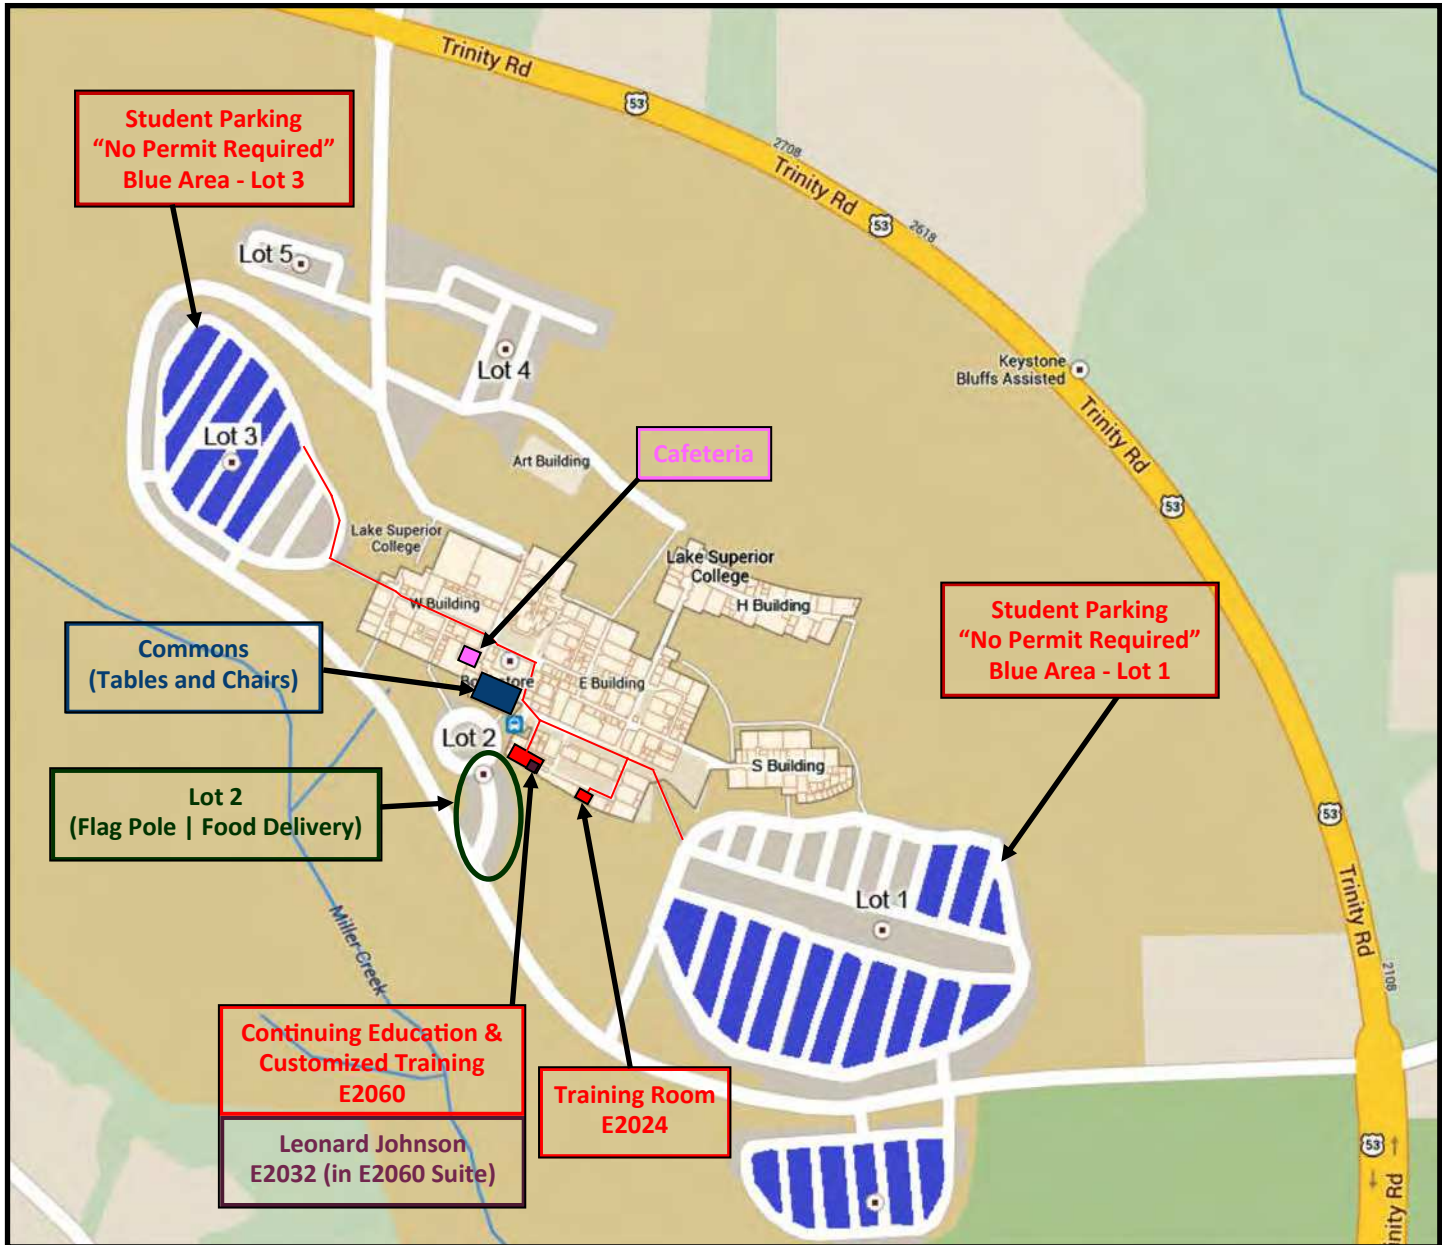 Trinity Rd
53
2708
Trinity Rd
53
2618
Student Parking
“No Permit Required”
Blue Area - Lot 3
Lot 5
Lot 4
Keystone
Bluffs Assisted
Trinity Rd
53
Lot 3
Art Building
Cafeteria
Lake Superior
College
Lake Superior
College
W Building
H Building
Student Parking
“No Permit Required”
Blue Area - Lot 1
Commons
(Tables and Chairs)
E Building
Lot 2
S Building
Lot 2
(Flag Pole | Food Delivery)
53
Trinity Rd
2108
Lot 1
Miller Creek
Continuing Education &
Customized Training
E2060
Leonard Johnson
E2032 (in E2060 Suite)
Training Room
E2024
53